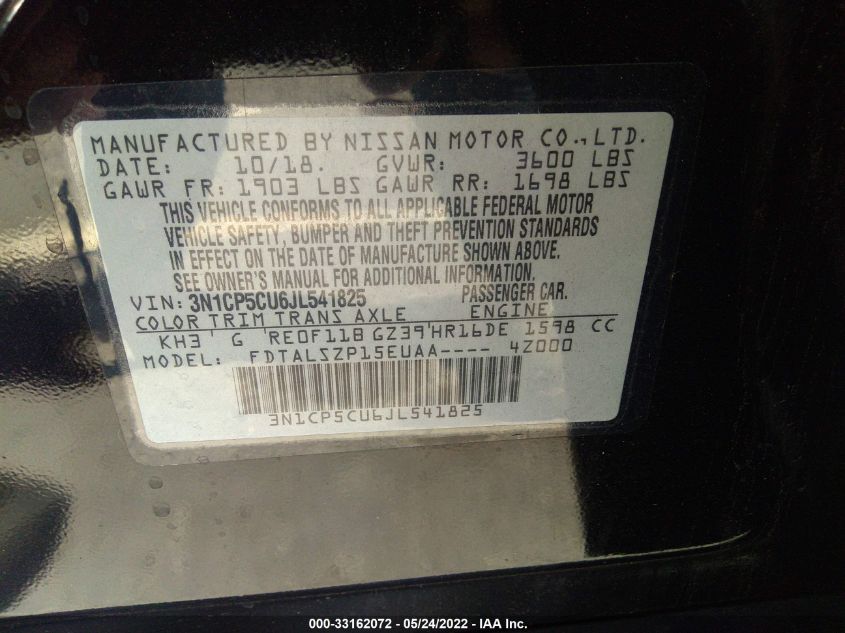 MANUFACTURED BY NISSAN MOTOR CO., LTD.
DATE: 10/18. GVWR: 3600 LBS
GAWR FR: 1903 LBS GAWR RR: 1698 LBS
THIS VEHICLE CONFORMS TO ALL APPLICABLE FEDERAL MOTOR
VEHICLE SAFETY, BUMPER AND THEFT PREVENTION STANDARDS
IN EFFECT ON THE DATE OF MANUFACTURE SHOWN ABOVE.
SEE OWNER'S MANUAL FOR ADDITIONAL INFORMATION.
VIN: 3N1CP5CU6JL541825 PASSENGER CAR.
COLOR TRIM TRANS AXLE ENGINE
KH3 G RE0F11B GZ39 HR16DE 1598 CC
MODEL: FDTALSZP15EUAA---- 4Z000
3N1CP5CU6JL541825
000-33162072 — 05/24/2022 — IAA Inc.